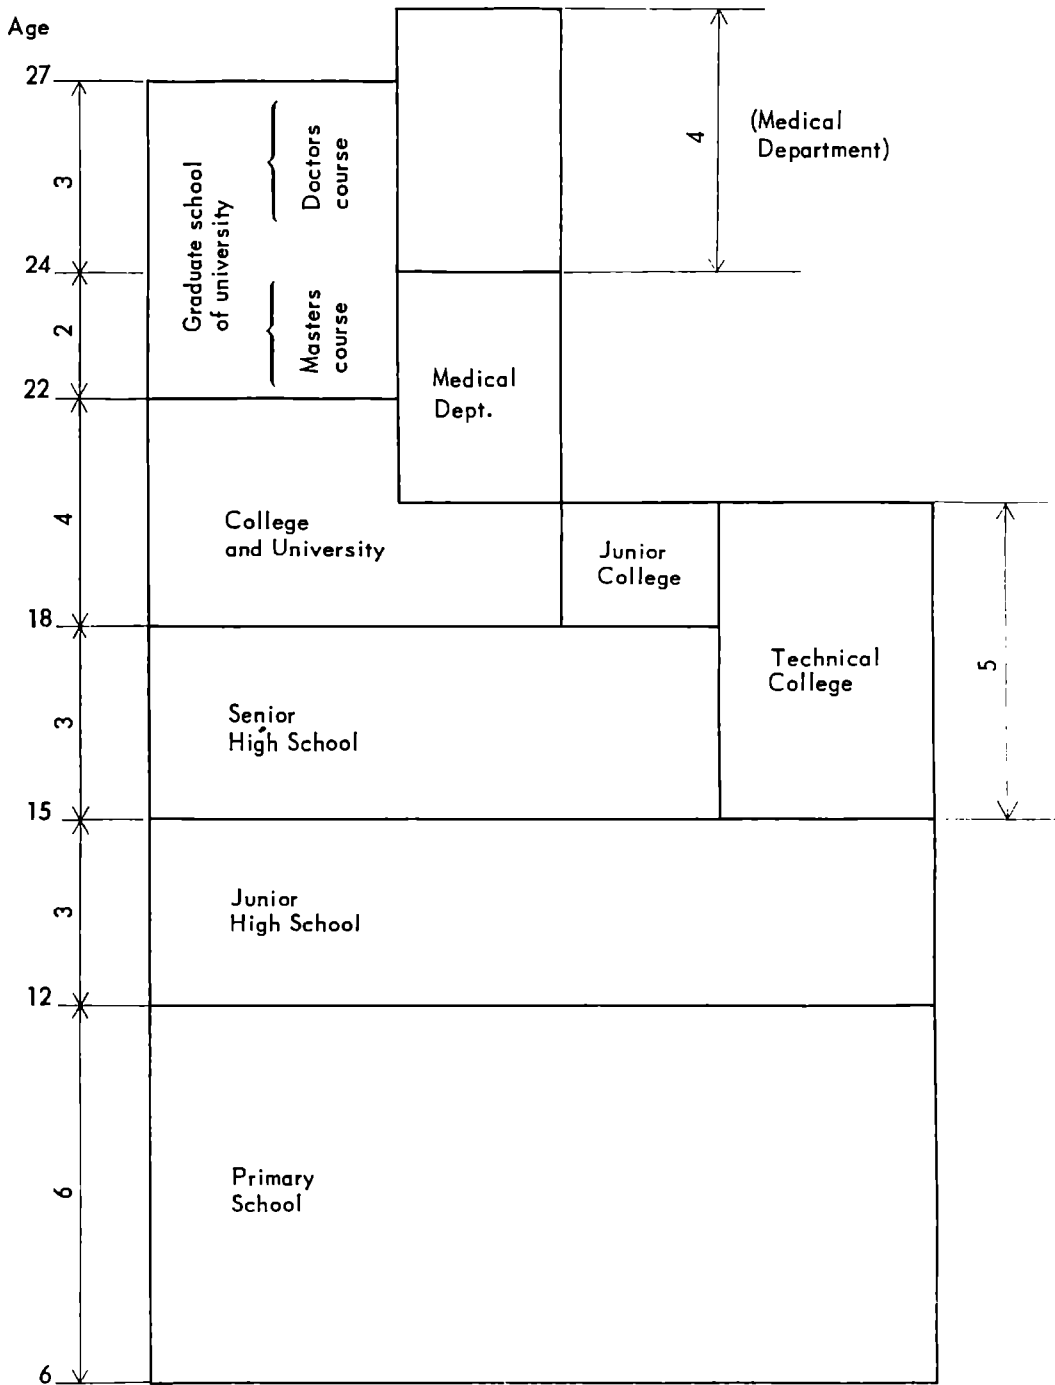 Age
27
3
24
2
22
4
18
3
15
3
12
6
6
Graduate school
of university
Doctors
course
Masters
course
4
(Medical
Department)
Medical
Dept.
College
and University
Junior
College
Technical
College
5
Senior
High School
Junior
High School
Primary
School